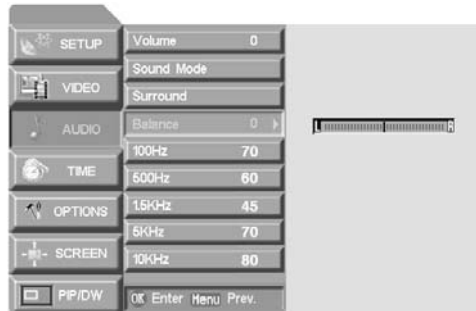 SETUP
VIDEO
AUDIO
TIME
OPTIONS
SCREEN
PIP/DW
Volume 0
Sound Mode
Surround
Balance 0
100Hz 70
500Hz 60
1.5KHz 45
5KHz 70
10KHz 80
OK Enter Menu Prev.
L R